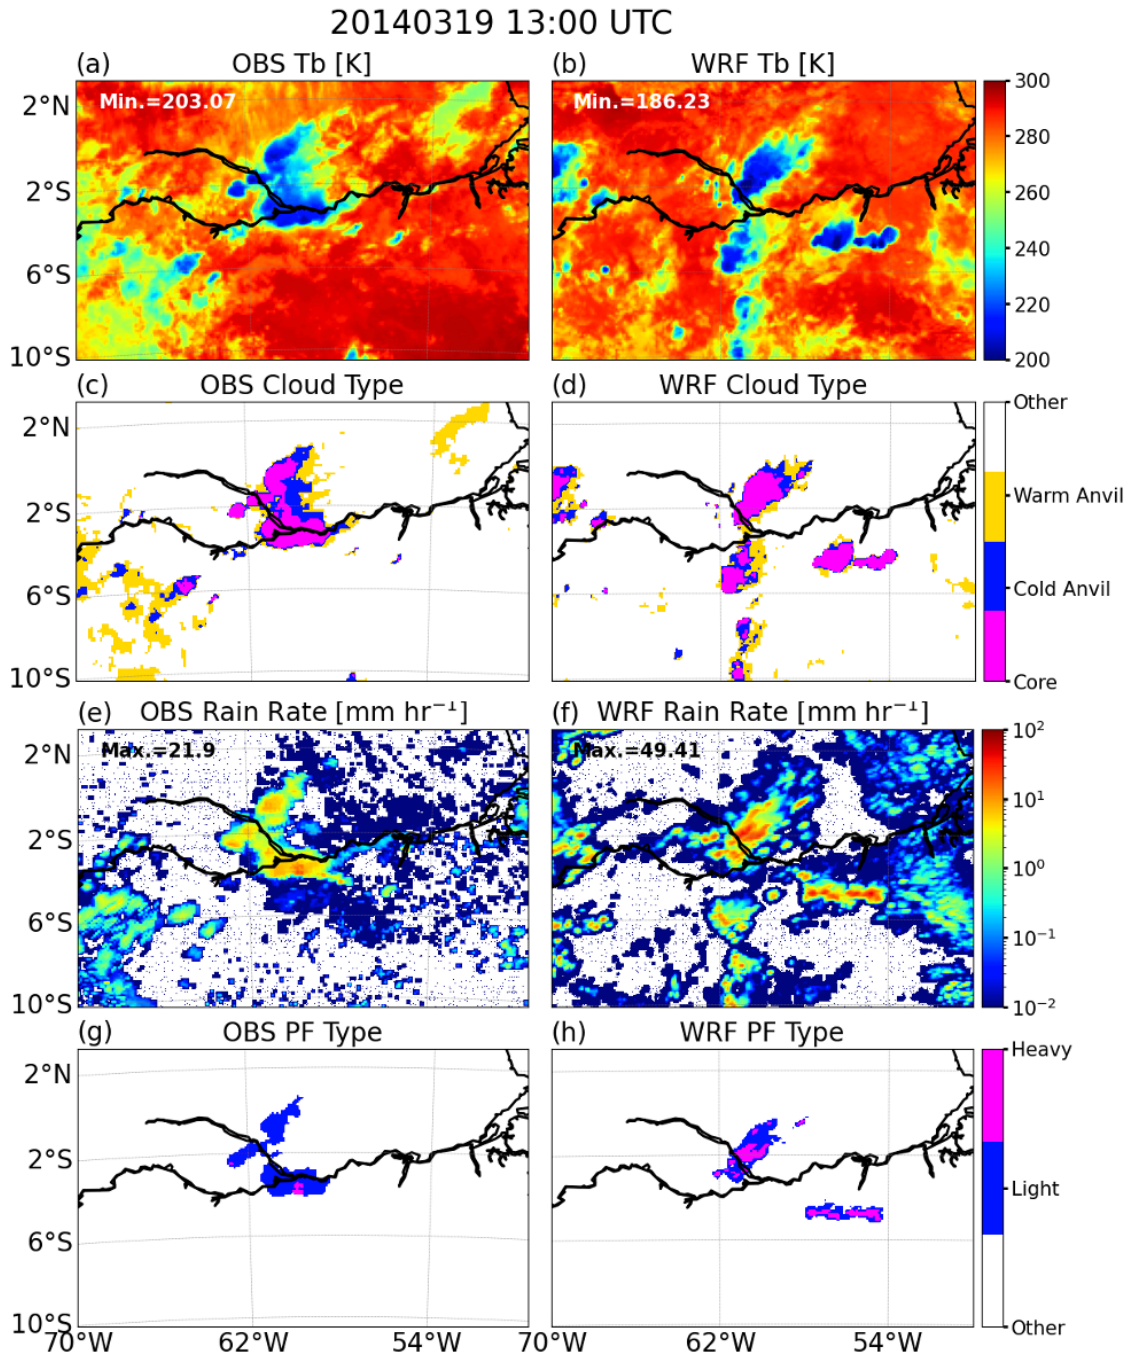 20140319 13:00 UTC
(a) OBS Tb [K]
(b) WRF Tb [K]
Min.=203.07
Min.=186.23
2°N
2°S
6°S
10°S
300
280
260
240
220
200
(c) OBS Cloud Type
(d) WRF Cloud Type
2°N
2°S
6°S
10°S
Other
Warm Anvil
Cold Anvil
Core
(e) OBS Rain Rate [mm hr⁻¹]
(f) WRF Rain Rate [mm hr⁻¹]
Max.=21.9
Max.=49.41
2°N
2°S
6°S
10°S
10²
10¹
10⁰
10⁻¹
10⁻²
(g) OBS PF Type
(h) WRF PF Type
2°N
2°S
6°S
10°S
Heavy
Light
Other
70°W 62°W 54°W 70°W 62°W 54°W